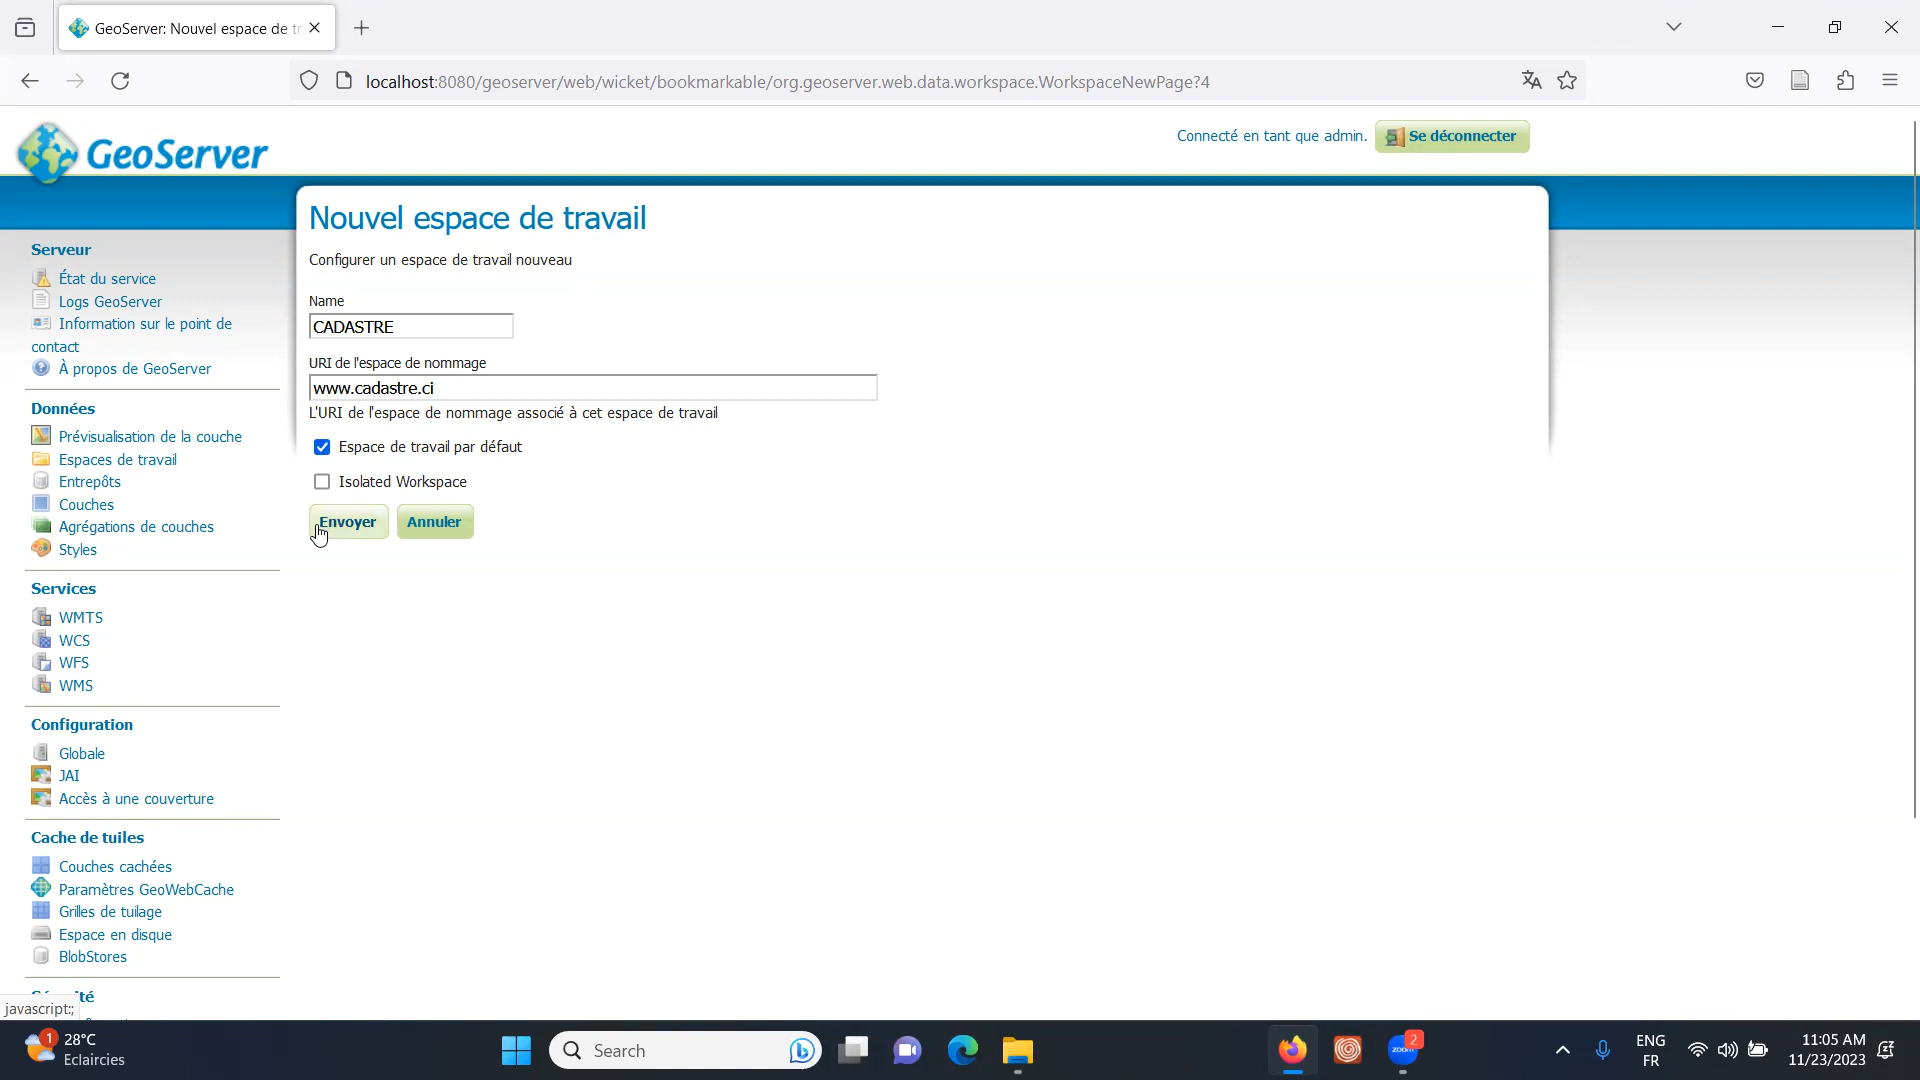 GeoServer: Nouvel espace de tr
localhost:8080/geoserver/web/wicket/bookmarkable/org.geoserver.web.data.workspace.WorkspaceNewPage?4
GeoServer
Connecté en tant que admin.
Se déconnecter
Nouvel espace de travail
Configurer un espace de travail nouveau
Name
CADASTRE
URI de l'espace de nommage
www.cadastre.ci
L'URI de l'espace de nommage associé à cet espace de travail
Espace de travail par défaut
Isolated Workspace
Envoyer
Annuler
Serveur
État du service
Logs GeoServer
Information sur le point de
contact
À propos de GeoServer
Données
Prévisualisation de la couche
Espaces de travail
Entrepôts
Couches
Agrégations de couches
Styles
Services
WMTS
WCS
WFS
WMS
Configuration
Globale
JAI
Accès à une couverture
Cache de tuiles
Couches cachées
Paramètres GeoWebCache
Grilles de tuilage
Espace en disque
BlobStores
javascript:;
1
28°C
Eclaircies
Search
zoom
2
ENG
FR
11:05 AM
11/23/2023